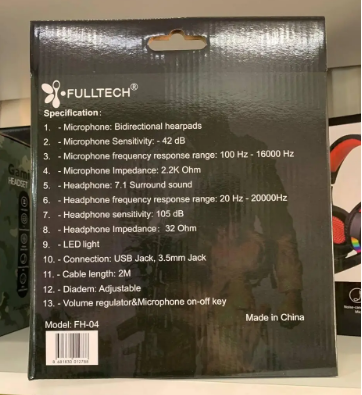 FULLTECH®
Specification:
1. - Microphone: Bidirectional hearpads
2. - Microphone Sensitivity: - 42 dB
3. - Microphone frequency response range: 100 Hz - 16000 Hz
4. - Microphone Impedance: 2.2K Ohm
5. - Headphone: 7.1 Surround sound
6. - Headphone frequency response range: 20 Hz - 20000Hz
7. - Headphone sensitivity: 105 dB
8. - Headphone Impedance: 32 Ohm
9. - LED light
10. - Connection: USB Jack, 3.5mm Jack
11. - Cable length: 2M
12. - Diadem: Adjustable
13. - Volume regulator&Microphone on-off key
Model: FH-04
Made in China
HEADSET